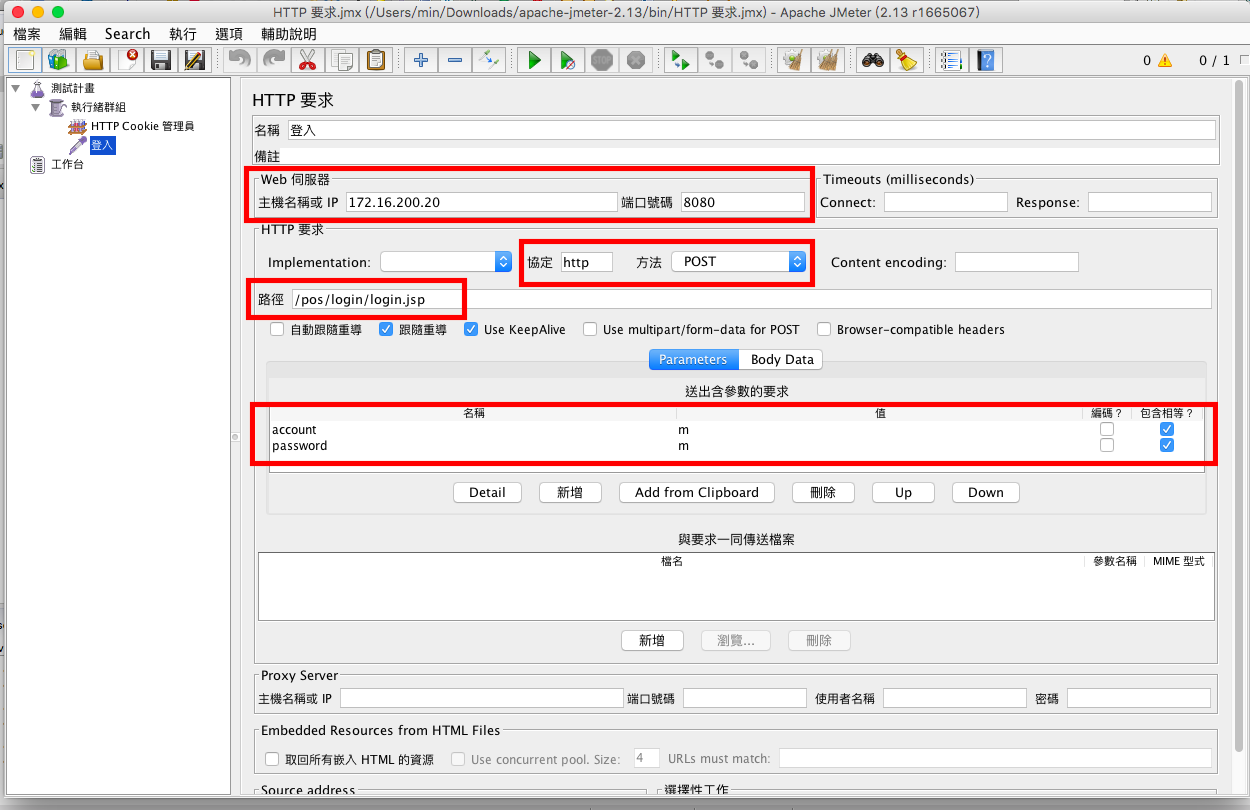 HTTP 要求.jmx (/Users/min/Downloads/apache-jmeter-2.13/bin/HTTP 要求.jmx) - Apache JMeter (2.13 r1665067)
檔案 編輯 Search 執行 選項 輔助說明
STOP 0 0 / 1
測試計畫
執行緒群組
HTTP Cookie 管理員
登入
工作台
HTTP 要求
名稱 登入
備註
Web 伺服器 Timeouts (milliseconds)
主機名稱或 IP 172.16.200.20 端口號碼 8080 Connect: Response:
HTTP 要求
Implementation: 協定 http 方法 POST Content encoding:
路徑 /pos/login/login.jsp
自動跟隨重導 跟隨重導 Use KeepAlive Use multipart/form-data for POST Browser-compatible headers
Parameters Body Data
送出含參數的要求
名稱 值 編碼？ 包含相等？
account m
password m
Detail 新增 Add from Clipboard 刪除 Up Down
與要求一同傳送檔案
檔名 參數名稱 MIME 型式
新增 瀏覽... 刪除
Proxy Server
主機名稱或 IP 端口號碼 使用者名稱 密碼
Embedded Resources from HTML Files
取回所有嵌入 HTML 的資源 Use concurrent pool. Size: 4 URLs must match:
Source address 選擇性工作